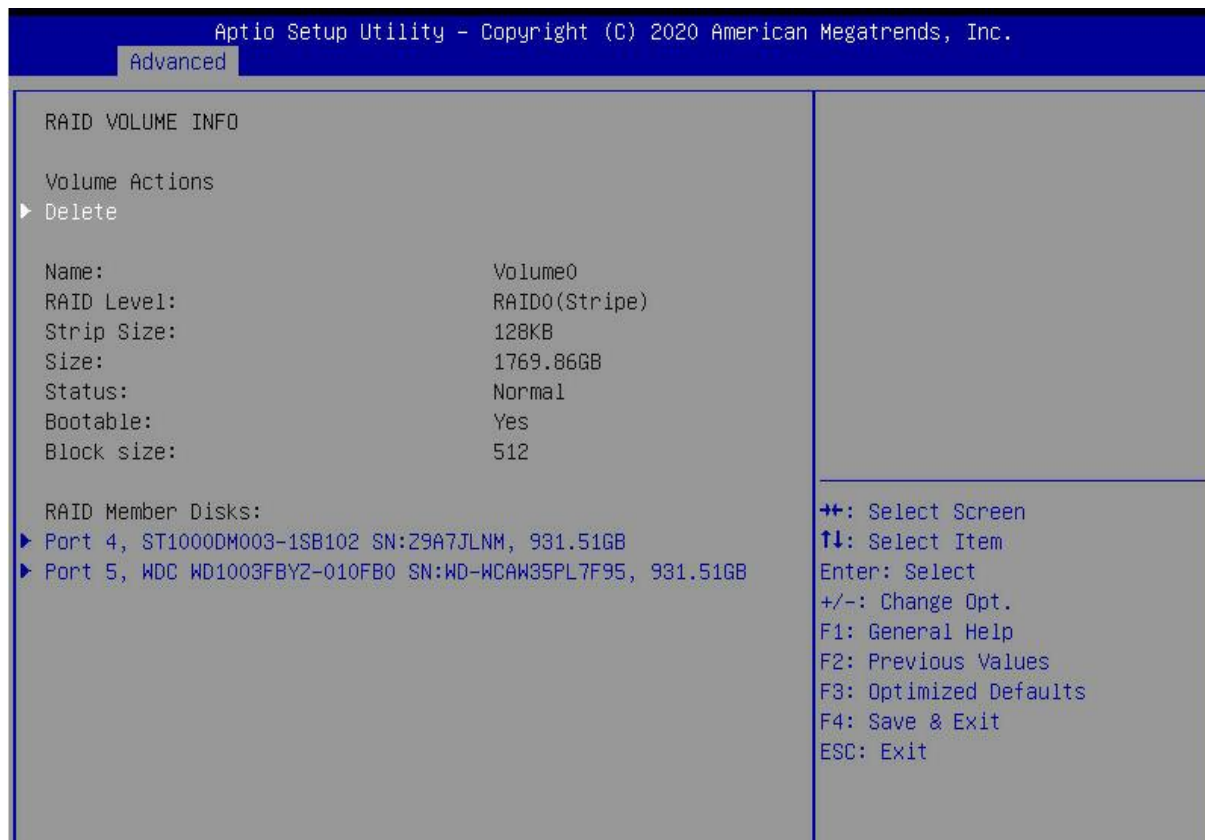 Aptio Setup Utility – Copyright (C) 2020 American Megatrends, Inc.
Advanced
RAID VOLUME INFO
Volume Actions
Delete
Name: Volume0
RAID Level: RAID0(Stripe)
Strip Size: 128KB
Size: 1769.86GB
Status: Normal
Bootable: Yes
Block size: 512
RAID Member Disks:
Port 4, ST1000DM003-1SB102 SN:Z9A7JLNM, 931.51GB
Port 5, WDC WD1003FBYZ-010FB0 SN:WD-WCAW35PL7F95, 931.51GB
→←: Select Screen
↑↓: Select Item
Enter: Select
+/-: Change Opt.
F1: General Help
F2: Previous Values
F3: Optimized Defaults
F4: Save & Exit
ESC: Exit